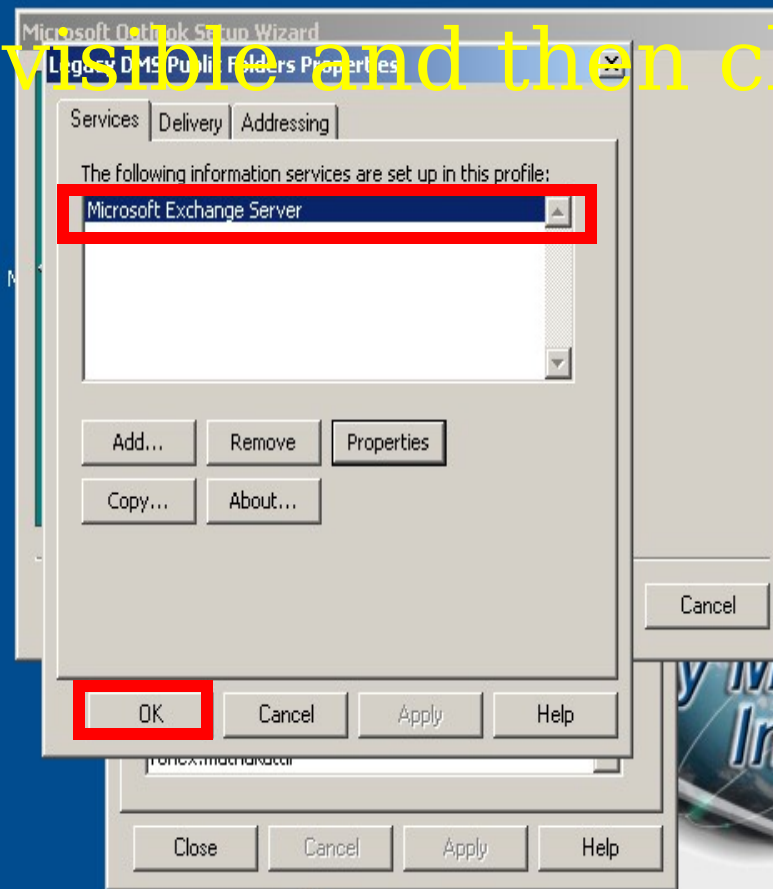 Microsoft Outlook Setup Wizard
visible and then cl
Legacy DMS Public Folders Properties
Services
Delivery
Addressing
The following information services are set up in this profile:
Microsoft Exchange Server
Add...
Remove
Properties
Copy...
About...
Cancel
OK
Cancel
Apply
Help
Close
Cancel
Apply
Help